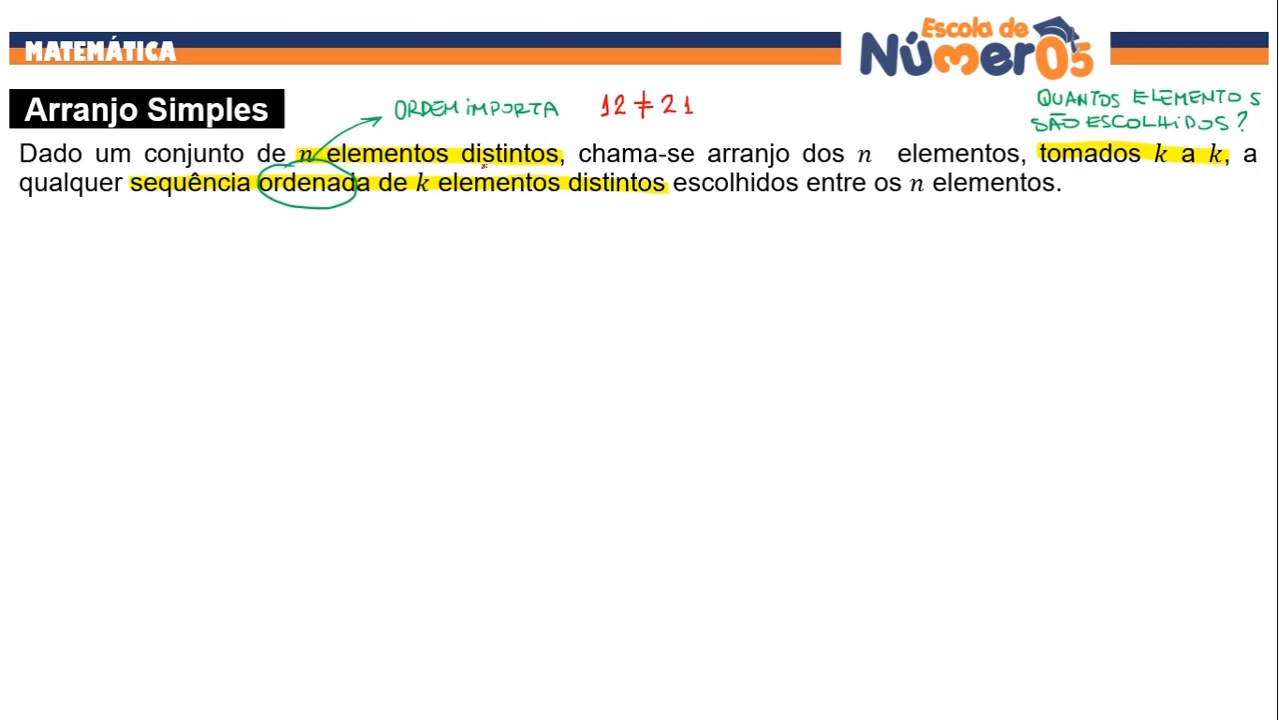 MATEMÁTICA
Escola de
Númer05
Arranjo Simples
ORDEM IMPORTA 12 ≠ 21
QUANTOS ELEMENTOS
SÃO ESCOLHIDOS?
Dado um conjunto de n elementos distintos, chama-se arranjo dos n elementos, tomados k a k, a
qualquer sequência ordenada de k elementos distintos escolhidos entre os n elementos.